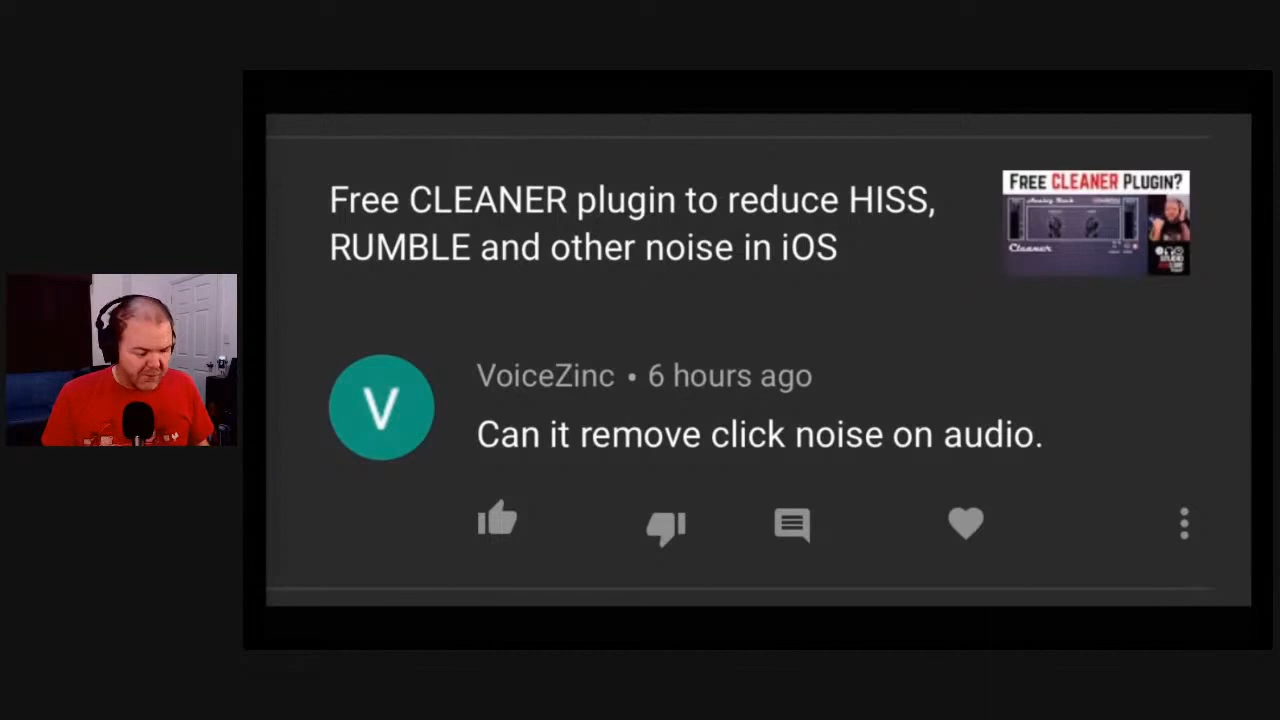 Free CLEANER plugin to reduce HISS,
RUMBLE and other noise in iOS
FREE CLEANER PLUGIN?
Cleaner
V
VoiceZinc • 6 hours ago
Can it remove click noise on audio.